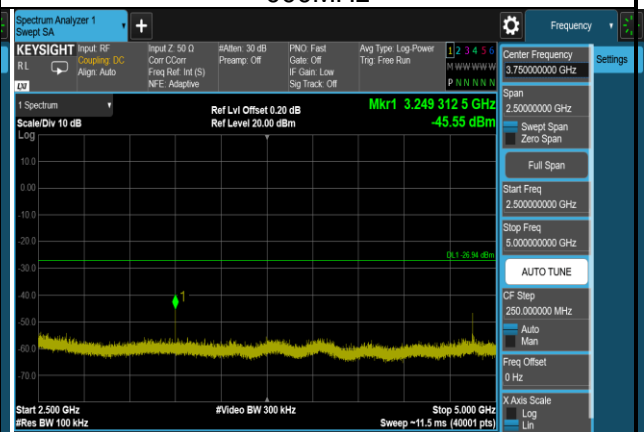 Spectrum Analyzer 1
Swept SA
+
Frequency
KEYSIGHT
RL
LXI
Input: RF
Coupling: DC
Align: Auto
Input Z: 50 Ω
Corr CCorr
Freq Ref: Int (S)
NFE: Adaptive
#Atten: 30 dB
Preamp: Off
PNO: Fast
Gate: Off
IF Gain: Low
Sig Track: Off
Avg Type: Log-Power
Trig: Free Run
1 2 3 4 5 6
M W W W W W
P N N N N N
1 Spectrum
Scale/Div 10 dB
Log
Ref Lvl Offset 0.20 dB
Ref Level 20.00 dBm
Mkr1 3.249 312 5 GHz
-45.55 dBm
10.0
0.00
-10.0
-20.0
-30.0
-40.0
-50.0
-60.0
-70.0
DL1 -26.94 dBm
1
Start 2.500 GHz
#Res BW 100 kHz
#Video BW 300 kHz
Stop 5.000 GHz
Sweep ~11.5 ms (40001 pts)
Center Frequency
3.750000000 GHz
Settings
Span
2.50000000 GHz
Swept Span
Zero Span
Full Span
Start Freq
2.500000000 GHz
Stop Freq
5.000000000 GHz
AUTO TUNE
CF Step
250.000000 MHz
Auto
Man
Freq Offset
0 Hz
X Axis Scale
Log
Lin